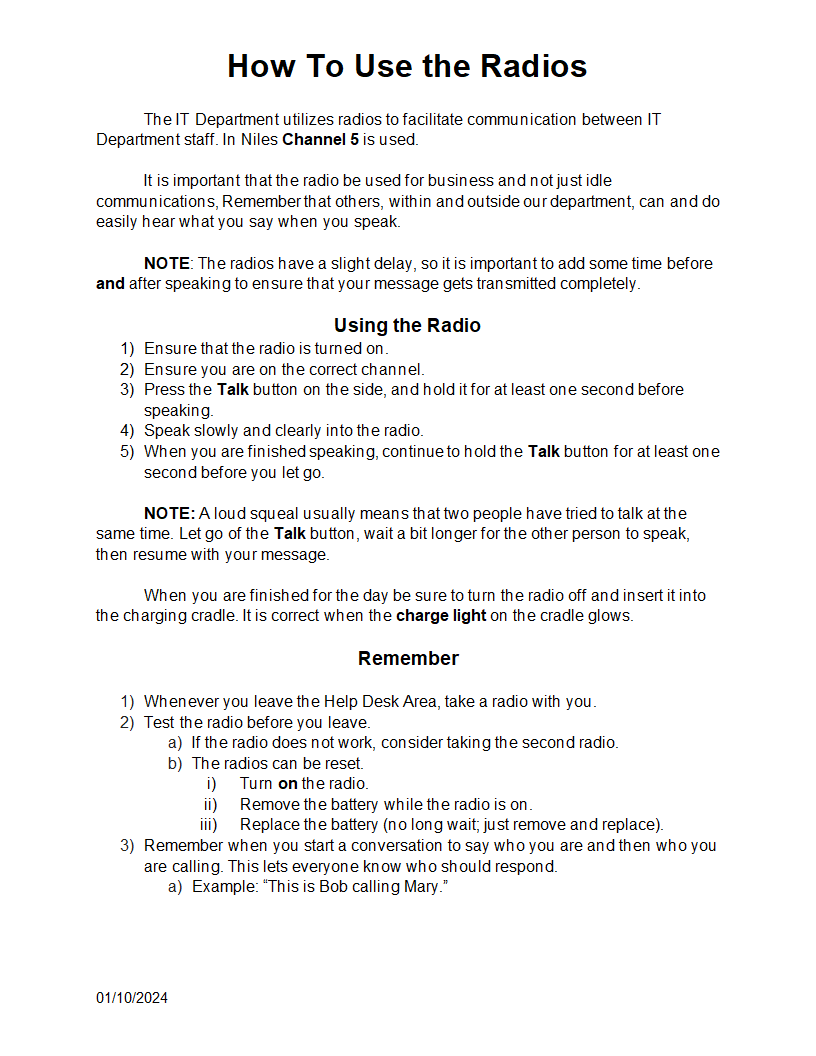 How To Use the Radios
The IT Department utilizes radios to facilitate communication between IT
Department staff. In Niles Channel 5 is used.
It is important that the radio be used for business and not just idle
communications, Remember that others, within and outside our department, can and do
easily hear what you say when you speak.
NOTE: The radios have a slight delay, so it is important to add some time before
and after speaking to ensure that your message gets transmitted completely.
Using the Radio
1) Ensure that the radio is turned on.
2) Ensure you are on the correct channel.
3) Press the Talk button on the side, and hold it for at least one second before
speaking.
4) Speak slowly and clearly into the radio.
5) When you are finished speaking, continue to hold the Talk button for at least one
second before you let go.
NOTE: A loud squeal usually means that two people have tried to talk at the
same time. Let go of the Talk button, wait a bit longer for the other person to speak,
then resume with your message.
When you are finished for the day be sure to turn the radio off and insert it into
the charging cradle. It is correct when the charge light on the cradle glows.
Remember
1) Whenever you leave the Help Desk Area, take a radio with you.
2) Test the radio before you leave.
a) If the radio does not work, consider taking the second radio.
b) The radios can be reset.
i) Turn on the radio.
ii) Remove the battery while the radio is on.
iii) Replace the battery (no long wait; just remove and replace).
3) Remember when you start a conversation to say who you are and then who you
are calling. This lets everyone know who should respond.
a) Example: “This is Bob calling Mary.”
01/10/2024